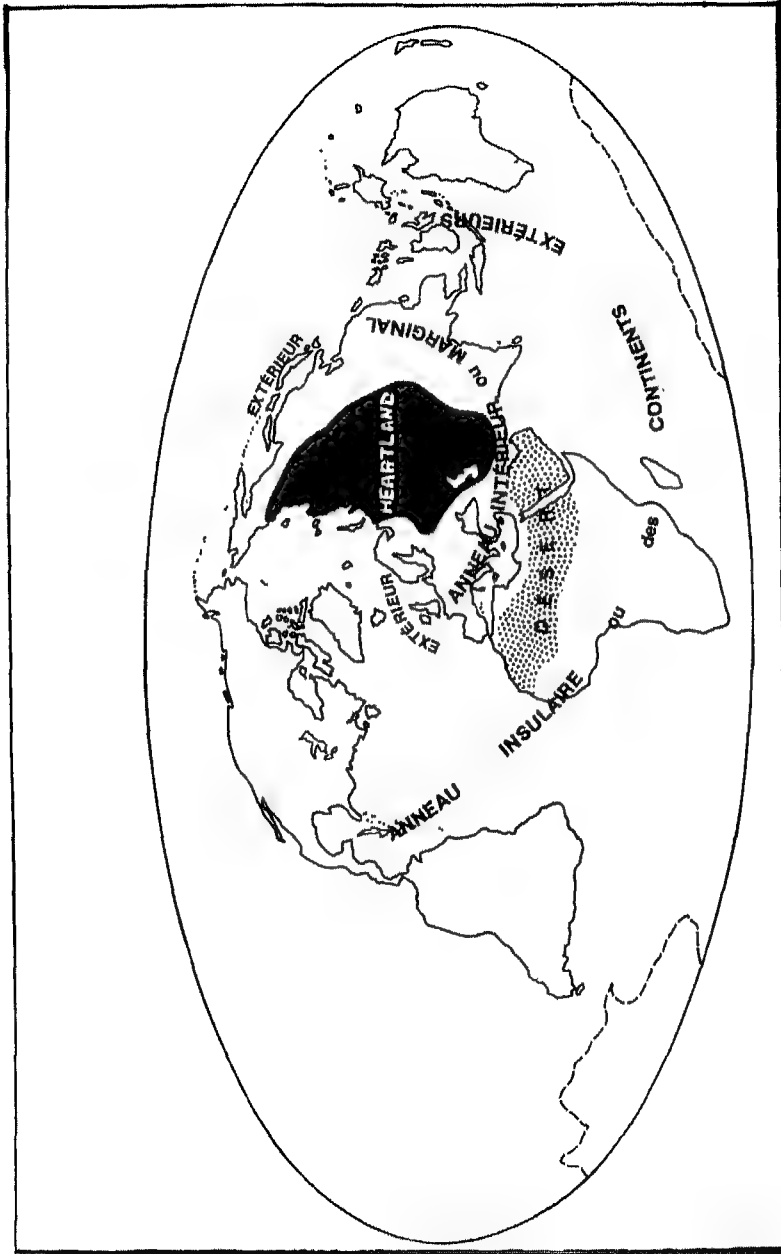 HEARTLAND
DÉSERT
ANNEAU INTÉRIEUR ou MARGINAL
ANNEAU EXTÉRIEUR
INSULAIRE ou des CONTINENTS EXTÉRIEURS
EXTÉRIEUR